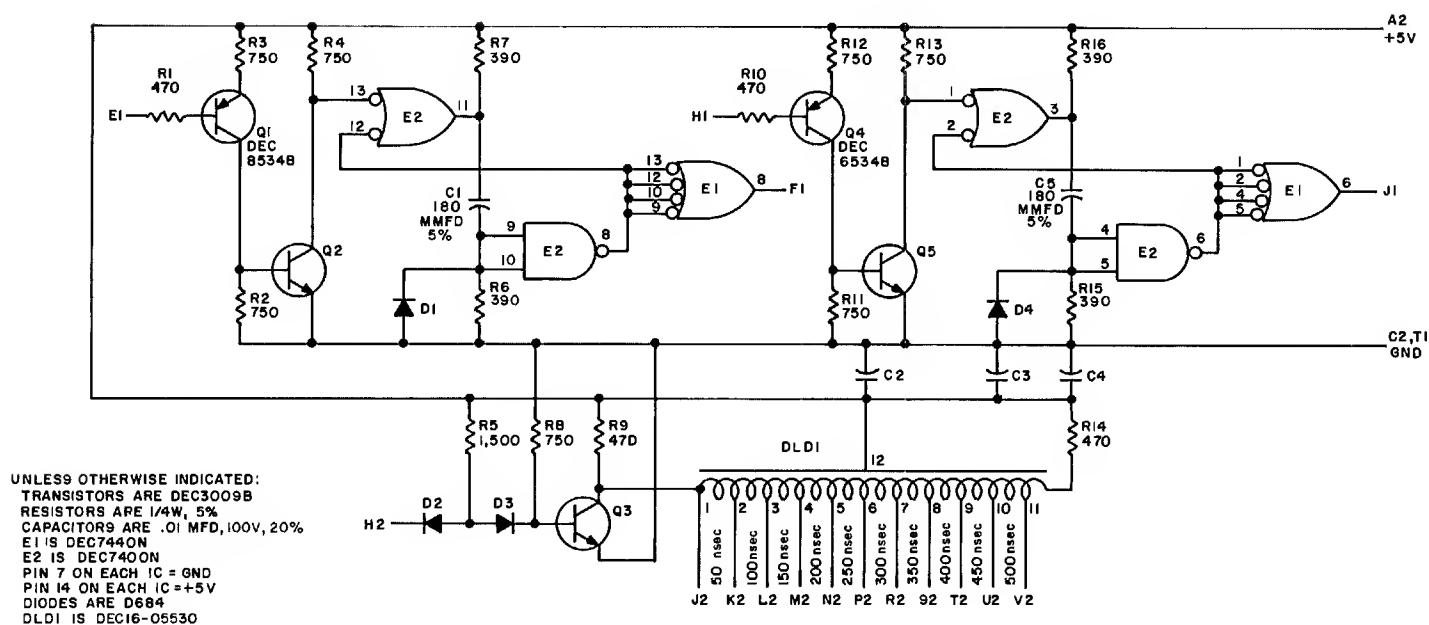 A2
+5V
R3
750
R4
750
R7
390
R12
750
R13
750
R16
390
R1
470
R10
470
E1
13
12
E2
11
H1
1
2
E2
3
Q1
DEC
8534B
Q4
DEC
6534B
13
12
10
9
E1
8
F1
1
2
4
5
E1
6
J1
C1
180
MMFD
5%
C5
180
MMFD
5%
9
10
E2
8
4
5
E2
6
Q2
Q5
R2
750
D1
R6
390
R11
750
D4
R15
390
C2,T1
GND
C2
C3
C4
R5
1,500
R8
750
R9
47D
R14
470
DLD1
12
H2
D2
D3
Q3
1 2 3 4 5 6 7 8 9 10 11
50 nsec
100nsec
150nsec
200nsec
250nsec
300nsec
350nsec
400nsec
450nsec
500nsec
J2 K2 L2 M2 N2 P2 R2 92 T2 U2 V2
UNLES9 OTHERWISE INDICATED:
TRANSISTORS ARE DEC3009B
RESISTORS ARE 1/4W, 5%
CAPACITOR9 ARE .01 MFD, 100V, 20%
E1 IS DEC7440N
E2 IS DEC7400N
PIN 7 ON EACH IC = GND
PIN 14 ON EACH IC =+5V
DIODES ARE D684
DLD1 IS DEC16-05530